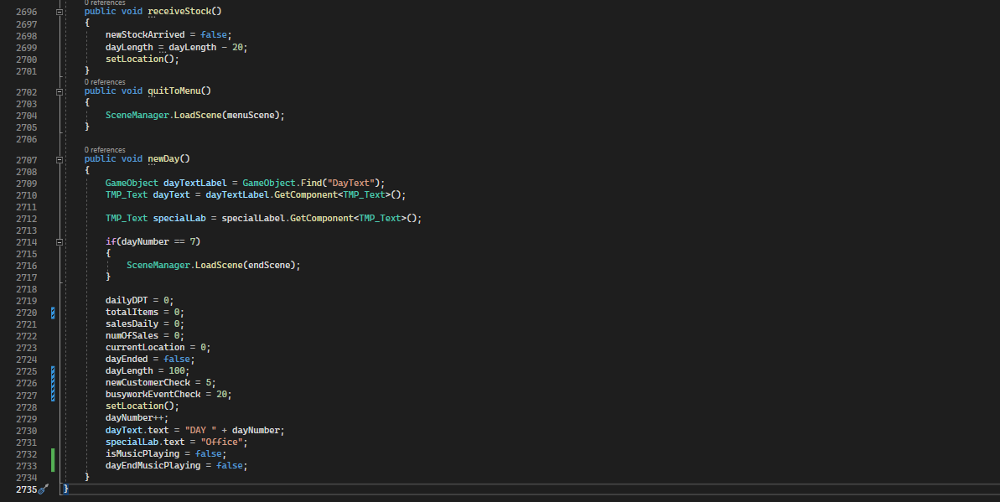 0 references
2696 public void receiveStock()
2697 {
2698 newStockArrived = false;
2699 dayLength = dayLength - 20;
2700 setLocation();
2701 }
0 references
2702 public void quitToMenu()
2703 {
2704 SceneManager.LoadScene(menuScene);
2705 }
2706
0 references
2707 public void newDay()
2708 {
2709 GameObject dayTextLabel = GameObject.Find("DayText");
2710 TMP_Text dayText = dayTextLabel.GetComponent<TMP_Text>();
2711
2712 TMP_Text specialLab = specialLabel.GetComponent<TMP_Text>();
2713
2714 if(dayNumber == 7)
2715 {
2716 SceneManager.LoadScene(endScene);
2717 }
2718
2719 dailyDPT = 0;
2720 totalItems = 0;
2721 salesDaily = 0;
2722 numOfSales = 0;
2723 currentLocation = 0;
2724 dayEnded = false;
2725 dayLength = 100;
2726 newCustomerCheck = 5;
2727 busyworkEventCheck = 20;
2728 setLocation();
2729 dayNumber++;
2730 dayText.text = "DAY " + dayNumber;
2731 specialLab.text = "Office";
2732 isMusicPlaying = false;
2733 dayEndMusicPlaying = false;
2734 }
2735 }